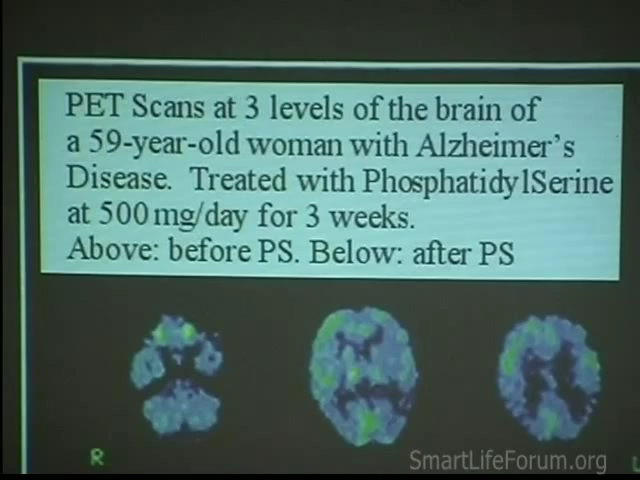 PET Scans at 3 levels of the brain of
a 59-year-old woman with Alzheimer's
Disease. Treated with PhosphatidylSerine
at 500 mg/day for 3 weeks.
Above: before PS. Below: after PS
R
L
SmartLifeForum.org